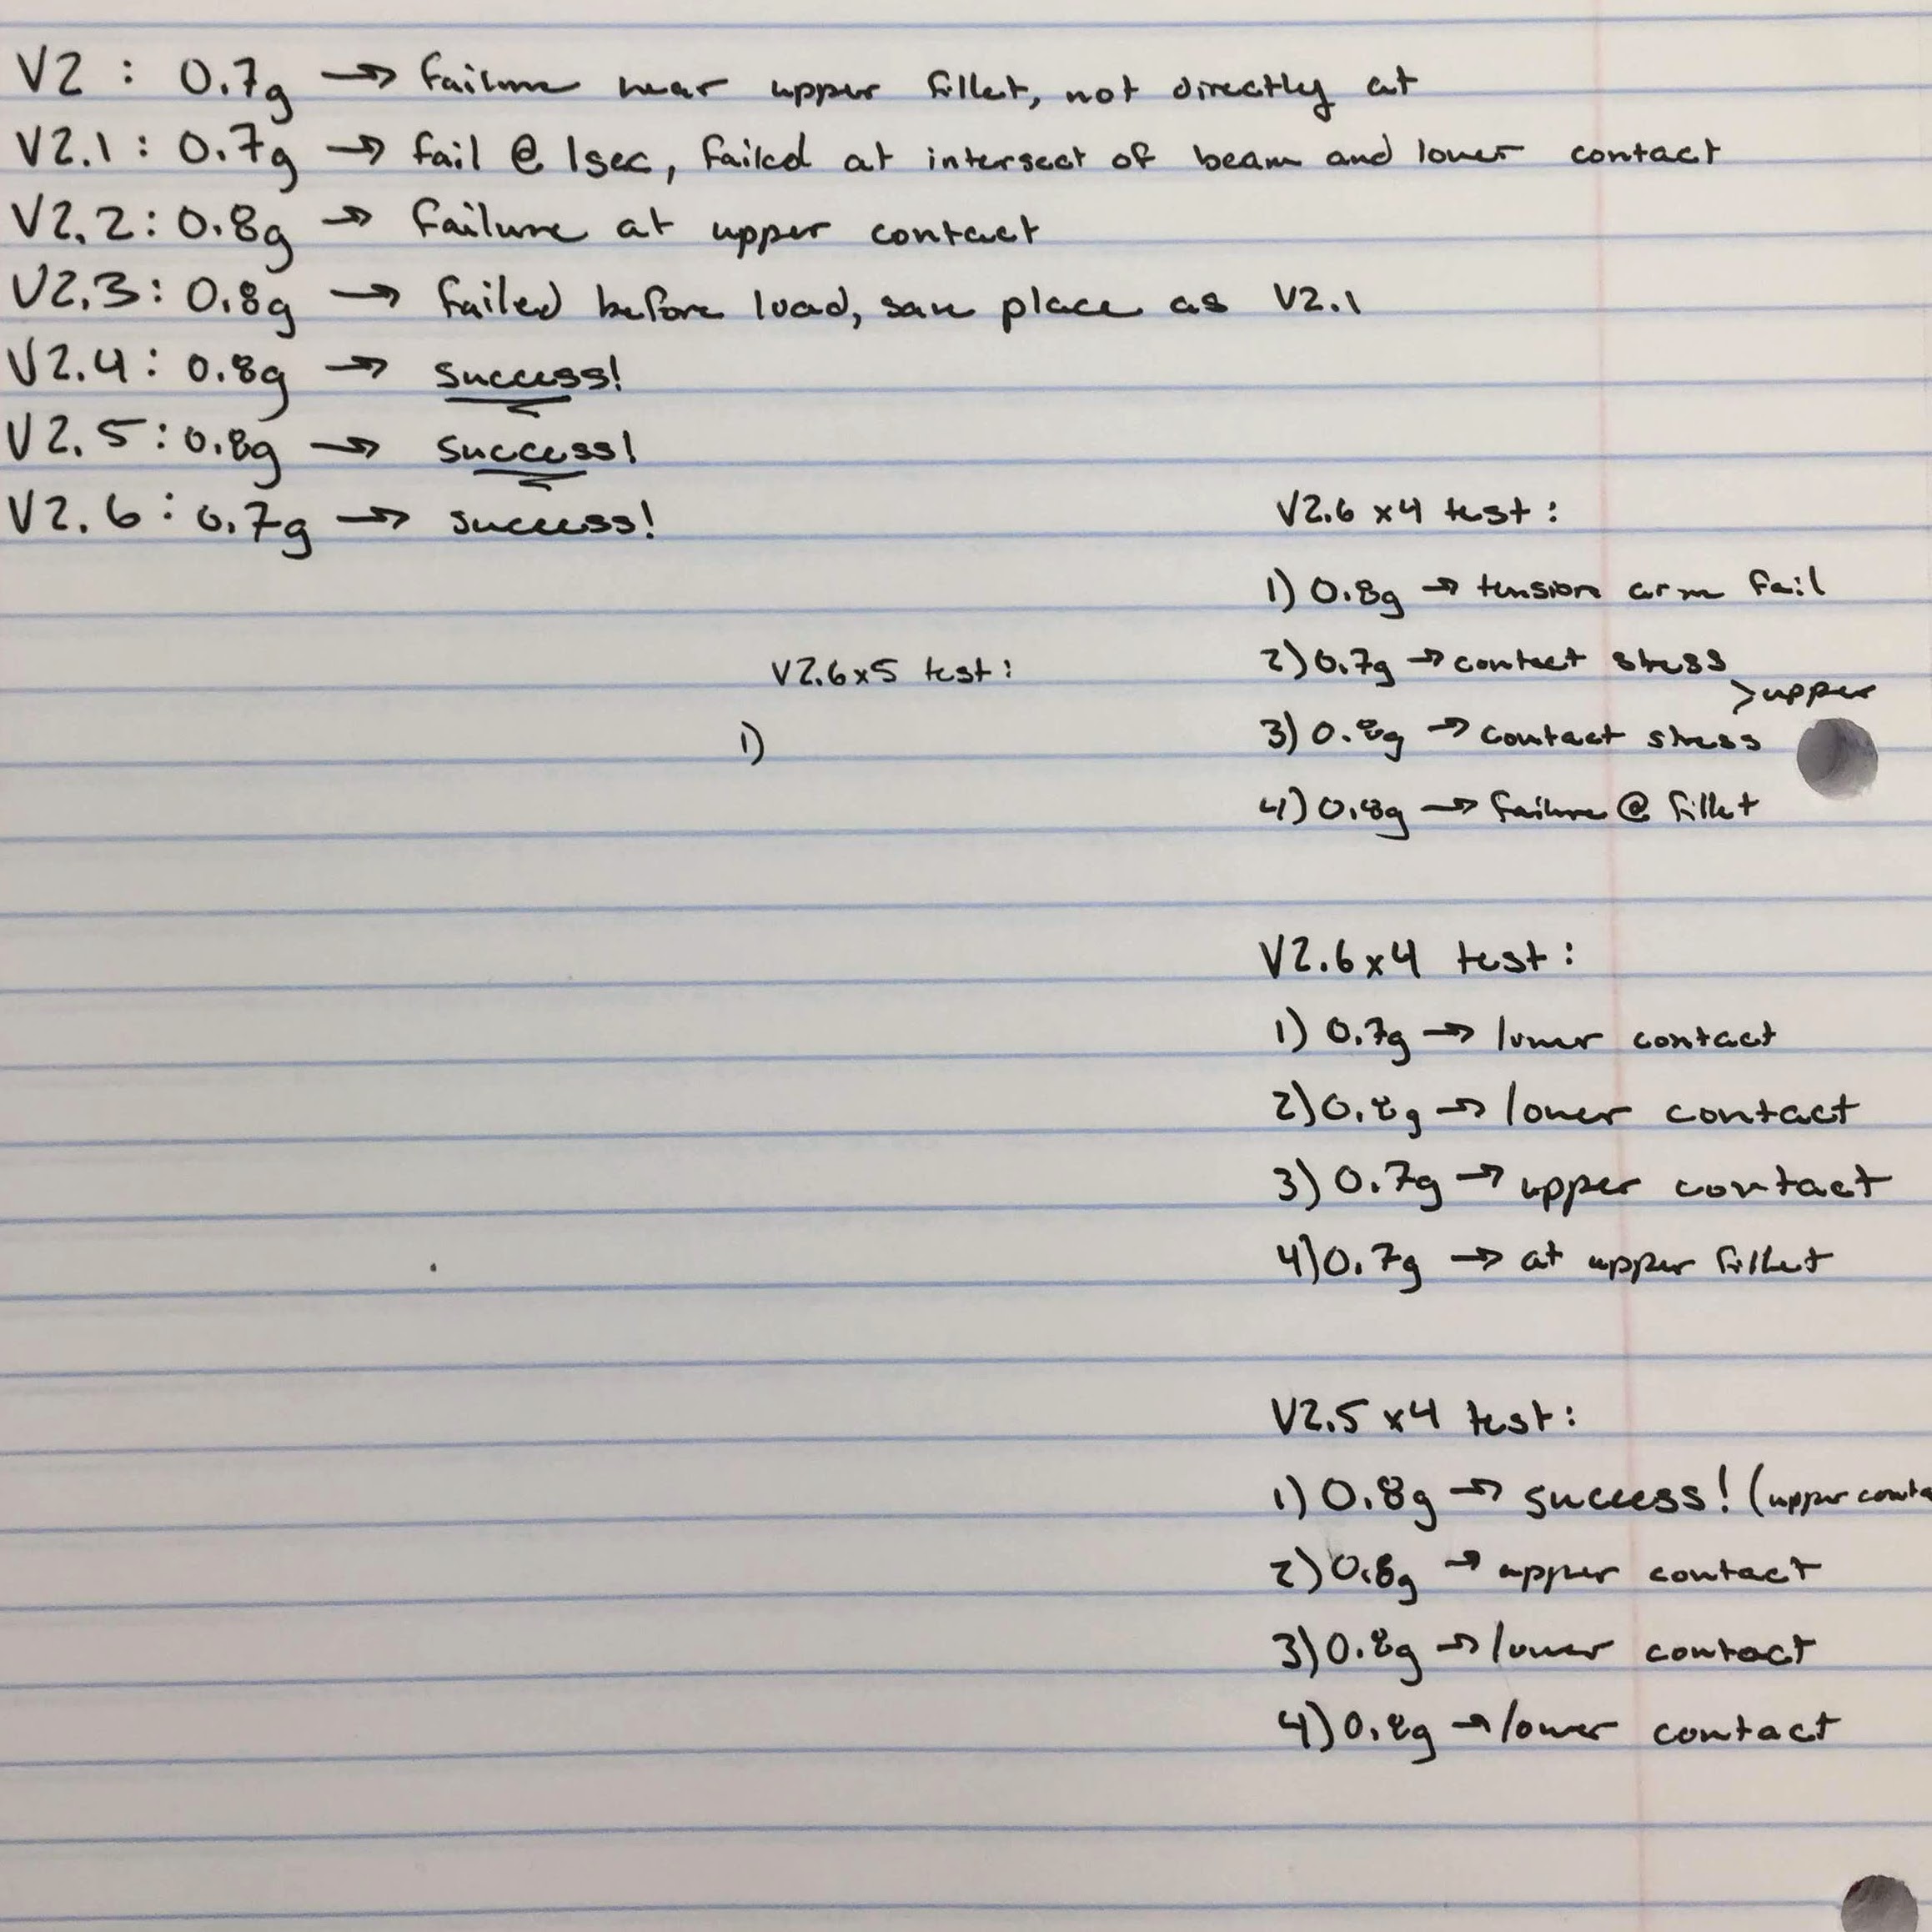 V2 : 0.7g → failure near upper fillet, not directly at
V2.1 : 0.7g → fail @ 1sec, failed at intersect of beam and lower contact
V2.2 : 0.8g → failure at upper contact
V2.3 : 0.8g → failed before load, same place as V2.1
V2.4 : 0.8g → success!
V2.5 : 0.8g → success!
V2.6 : 0.7g → success!
V2.6 x4 test :
1) 0.8g → tension arm fail
2) 0.7g → contact stress
> upper
3) 0.8g → contact stress
4) 0.8g → failure @ fillet
V2.6x5 test :
1)
V2.6x4 test :
1) 0.7g → lower contact
2) 0.8g → lower contact
3) 0.7g → upper contact
4) 0.7g → at upper fillet
V2.5 x4 test :
1) 0.8g → success! (upper conta
2) 0.8g → upper contact
3) 0.8g → lower contact
4) 0.8g → lower contact